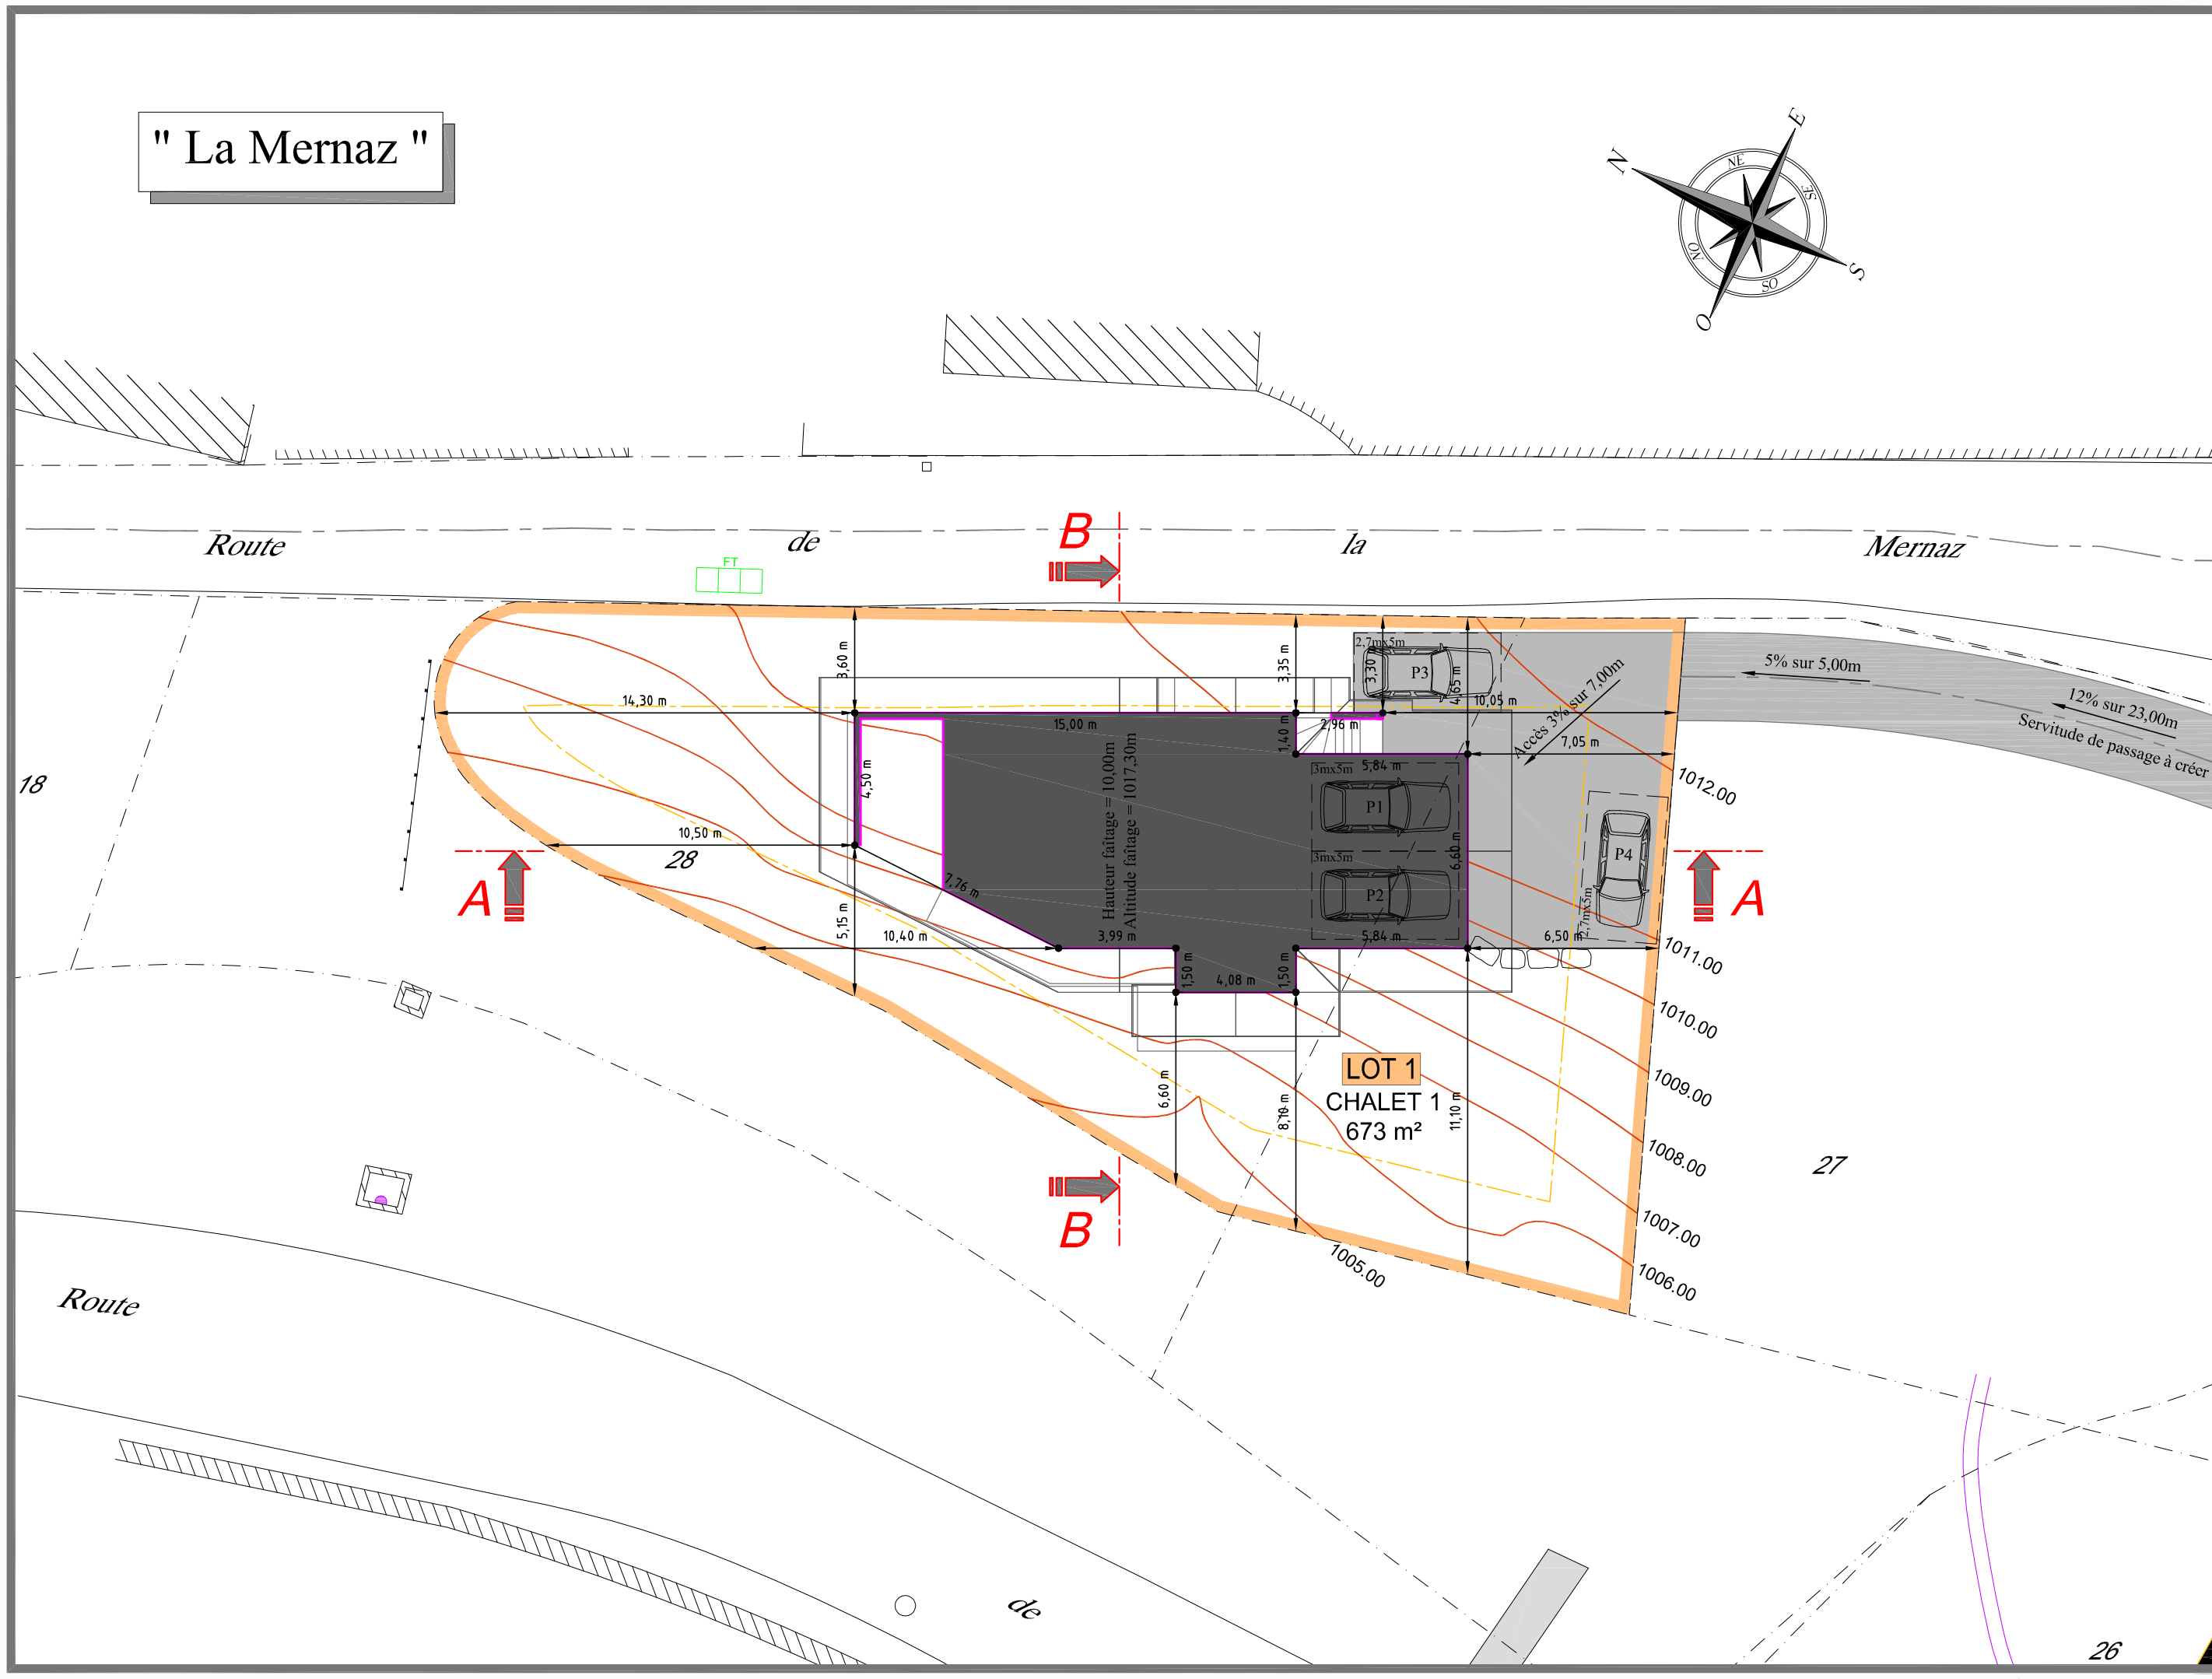 " La Mernaz "
N
E
S
O
NE
SE
SO
NO
Route de la Mernaz
FT
B
B
A
A
18
28
27
26
3,60 m
14,30 m
15,00 m
3,35 m
3,30 m
4,65 m
10,05 m
2,96 m
1,40 m
7,05 m
5,84 m
4,50 m
10,50 m
7,76 m
5,15 m
10,40 m
3,99 m
1,50 m
4,08 m
1,50 m
5,84 m
6,60 m
6,50 m
6,60 m
8,10 m
11,10 m
Hauteur faîtage = 10,00m
Altitude faîtage = 1017,30m
2,7mx5m
P3
3mx5m
P1
3mx5m
P2
2,7mx5m
P4
Accès 3% sur 7,00m
5% sur 5,00m
12% sur 23,00m
Servitude de passage à créer
LOT 1
CHALET 1
673 m²
1012.00
1011.00
1010.00
1009.00
1008.00
1007.00
1006.00
1005.00
Route
de